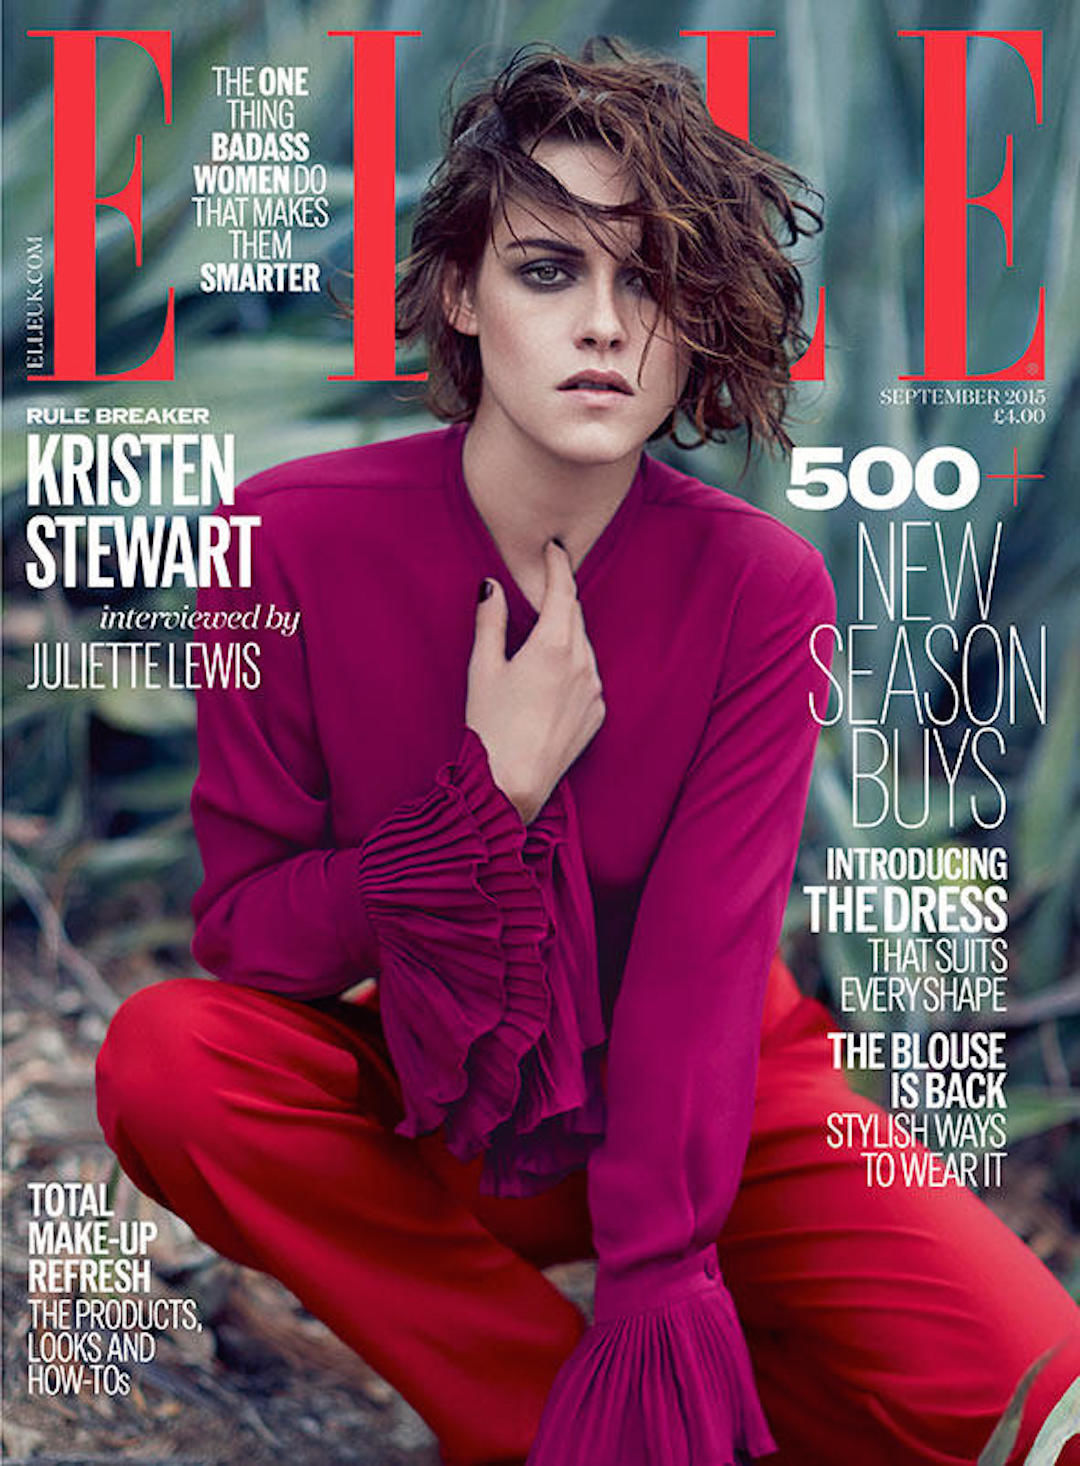 ELLE
THE ONE
THING
BADASS
WOMEN DO
THAT MAKES
THEM
SMARTER
ELLEUK.COM
SEPTEMBER 2015
£4.00
RULE BREAKER
KRISTEN
STEWART
interviewed by
JULIETTE LEWIS
500+
NEW
SEASON
BUYS
INTRODUCING
THE DRESS
THAT SUITS
EVERY SHAPE
THE BLOUSE
IS BACK
STYLISH WAYS
TO WEAR IT
TOTAL
MAKE-UP
REFRESH
THE PRODUCTS,
LOOKS AND
HOW-TOs